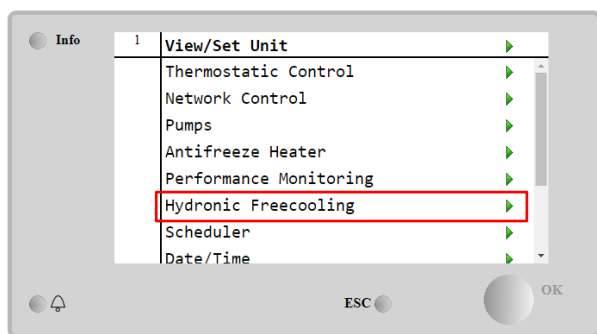 Info
1 View/Set Unit
Thermostatic Control
Network Control
Pumps
Antifreeze Heater
Performance Monitoring
Hydronic Freecooling
Scheduler
Date/Time
ESC
OK